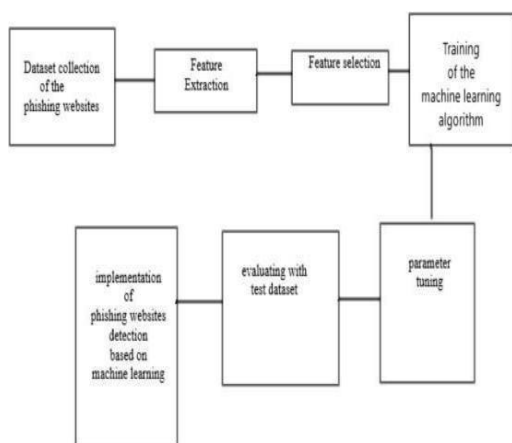 Dataset collection
of the
phishing websites
Feature
Extraction
Feature selection
Training
of the
machine learning
algorithm
parameter
tuning
evaluating with
test dataset
implementation
of
phishing websites
detection
based on
machine learning